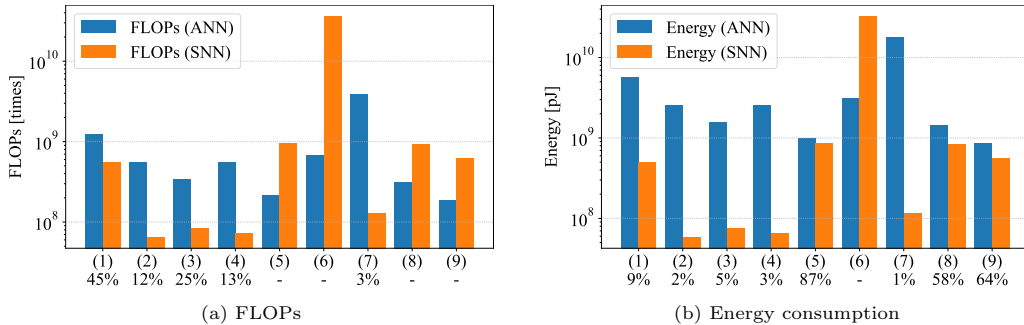 FLOPs (ANN)
FLOPs (SNN)
FLOPs [times]
10^10
10^9
10^8
(1) (2) (3) (4) (5) (6) (7) (8) (9)
45% 12% 25% 13% - - 3% - -
(a) FLOPs
Energy (ANN)
Energy (SNN)
Energy [pJ]
10^10
10^9
10^8
(1) (2) (3) (4) (5) (6) (7) (8) (9)
9% 2% 5% 3% 87% - 1% 58% 64%
(b) Energy consumption